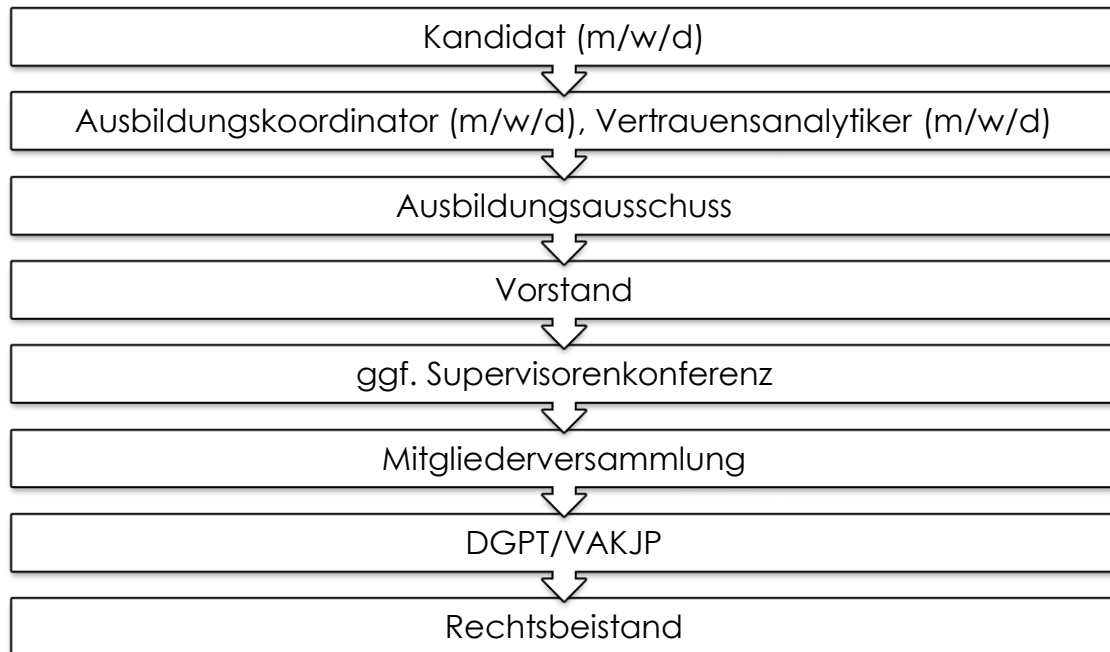 Kandidat (m/w/d)
Ausbildungskoordinator (m/w/d), Vertrauensanalytiker (m/w/d)
Ausbildungsausschuss
Vorstand
ggf. Supervisorenkonferenz
Mitgliederversammlung
DGPT/VAKJP
Rechtsbeistand